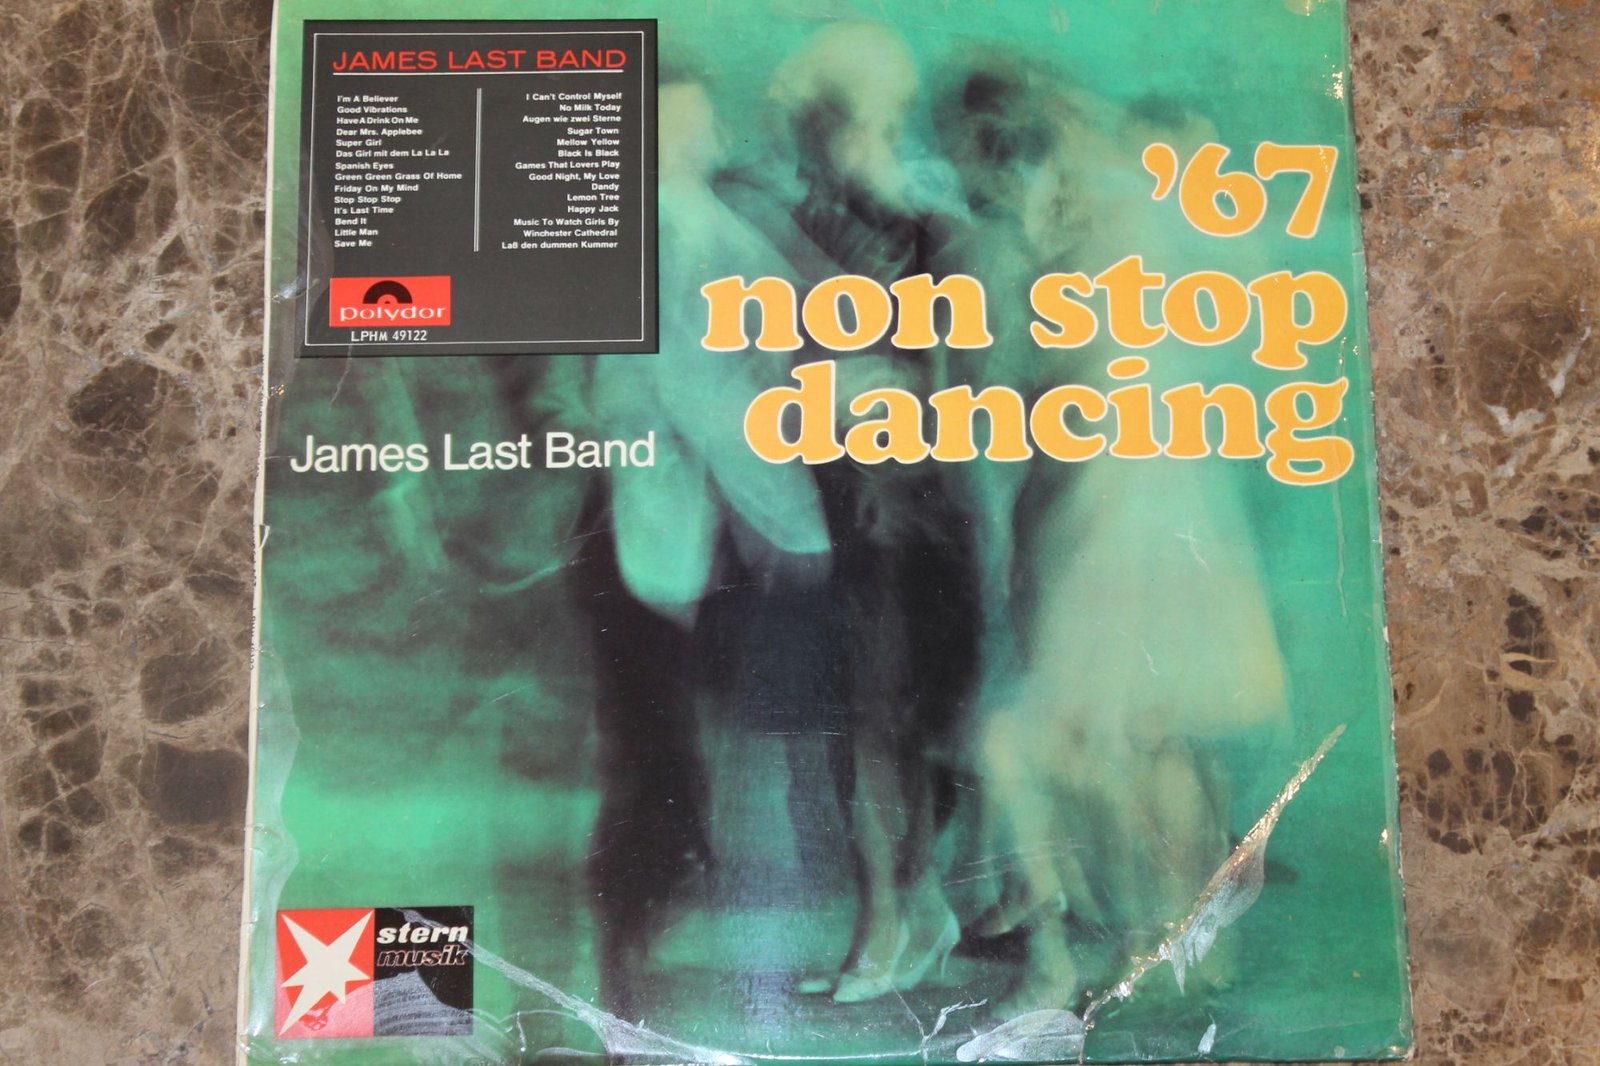 JAMES LAST BAND
I'm A Believer
Good Vibrations
Have A Drink On Me
Dear Mrs. Applebee
Super Girl
Das Girl mit dem La La La
Spanish Eyes
Green Green Grass Of Home
Friday On My Mind
Stop Stop Stop
It's Last Time
Bend It
Little Man
Save Me
I Can't Control Myself
No Milk Today
Augen wie zwei Sterne
Sugar Town
Mellow Yellow
Black Is Black
Games That Lovers Play
Good Night, My Love
Dandy
Lemon Tree
Happy Jack
Music To Watch Girls By
Winchester Cathedral
Laß den dummen Kummer
Polydor
LPHM 49122
'67
non stop
dancing
James Last Band
stern
musik